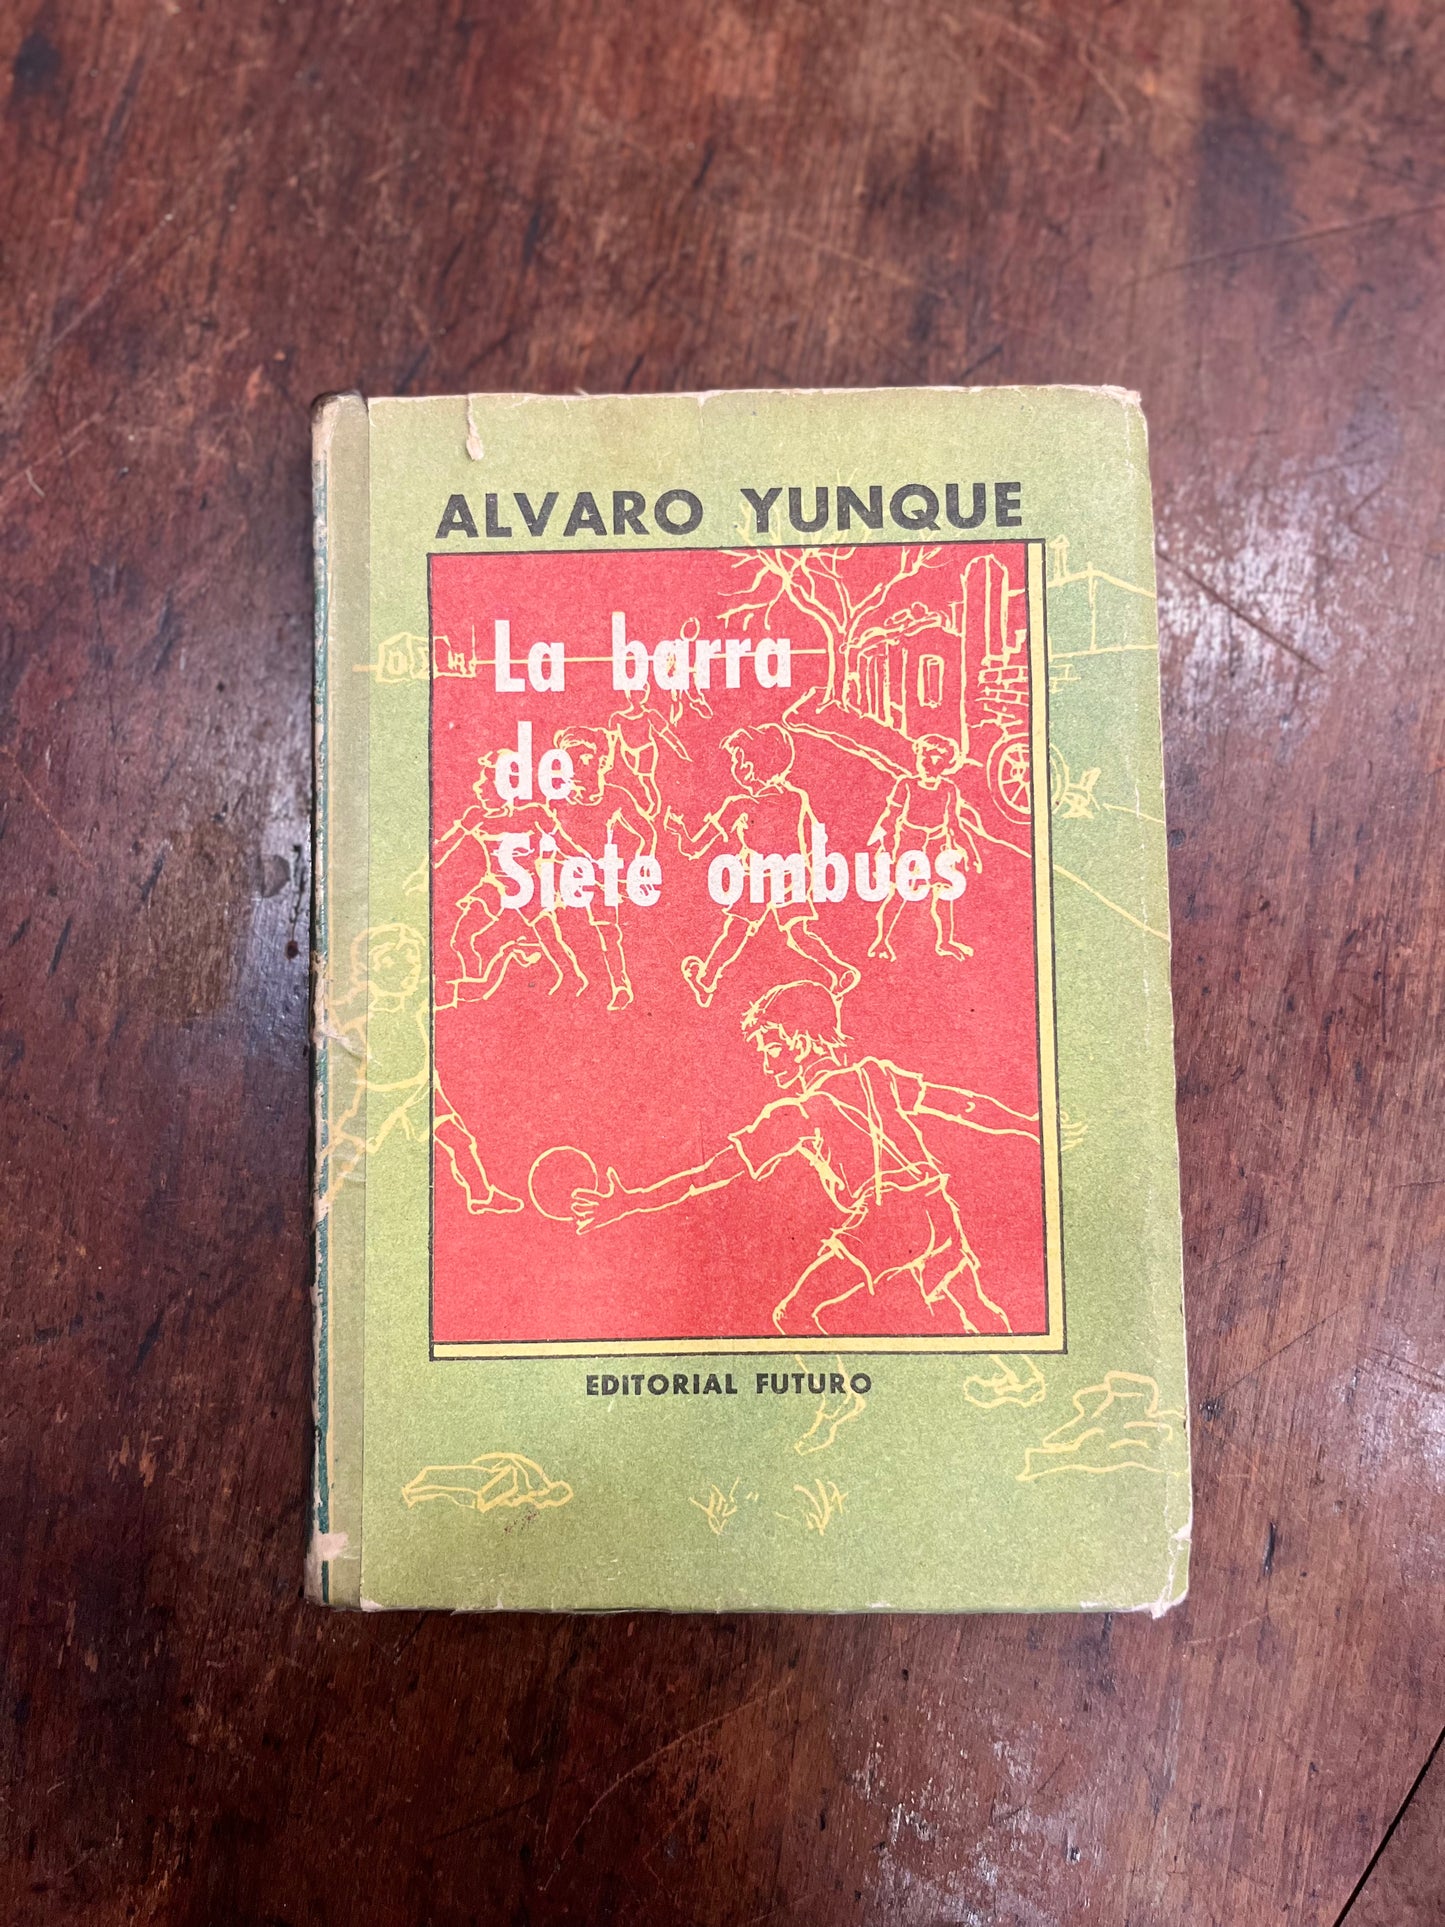 ALVARO YUNQUE
La barra
de
Siete ombúes
EDITORIAL FUTURO